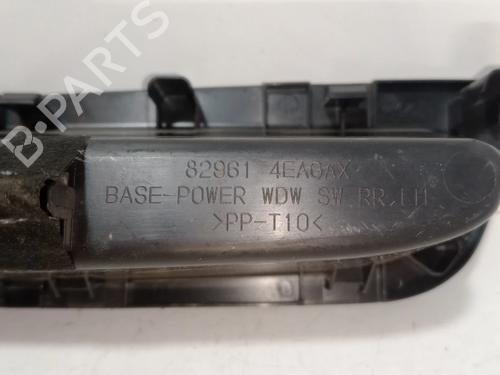 B-PARTS
82961 4EA0AX
BASE-POWER WDW SW,RR,LH
>PP-T10<